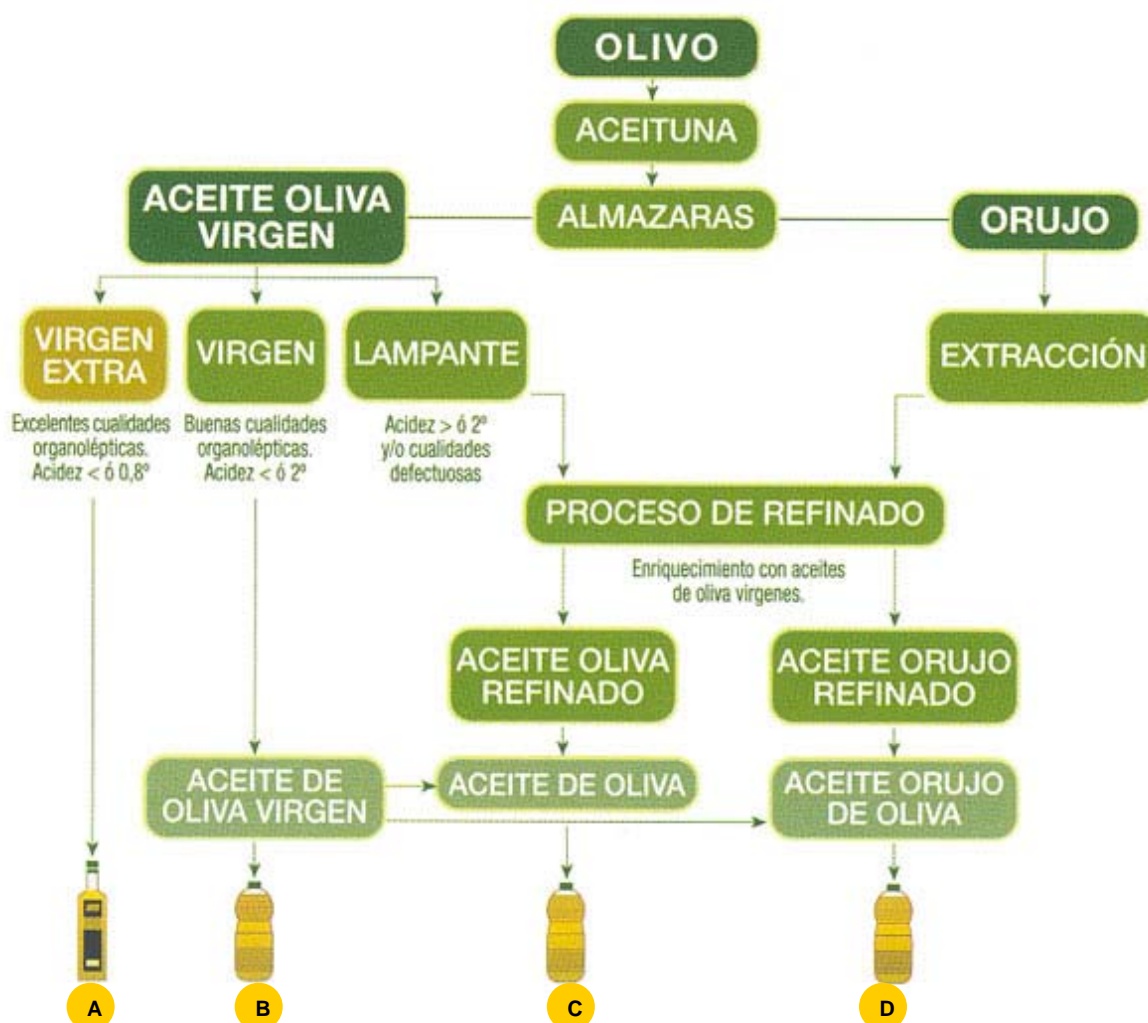 OLIVO
ACEITUNA
ACEITE OLIVA
VIRGEN
ALMAZARAS
ORUJO
VIRGEN
EXTRA
VIRGEN
LAMPANTE
EXTRACCIÓN
Excelentes cualidades
organolépticas.
Acidez < ó 0,8º
Buenas cualidades
organolépticas.
Acidez < ó 2º
Acidez > ó 2º
y/o cualidades
defectuosas
PROCESO DE REFINADO
Enriquecimiento con aceites
de oliva virgenes.
ACEITE OLIVA
REFINADO
ACEITE ORUJO
REFINADO
ACEITE DE
OLIVA VIRGEN
ACEITE DE OLIVA
ACEITE ORUJO
DE OLIVA
A
B
C
D